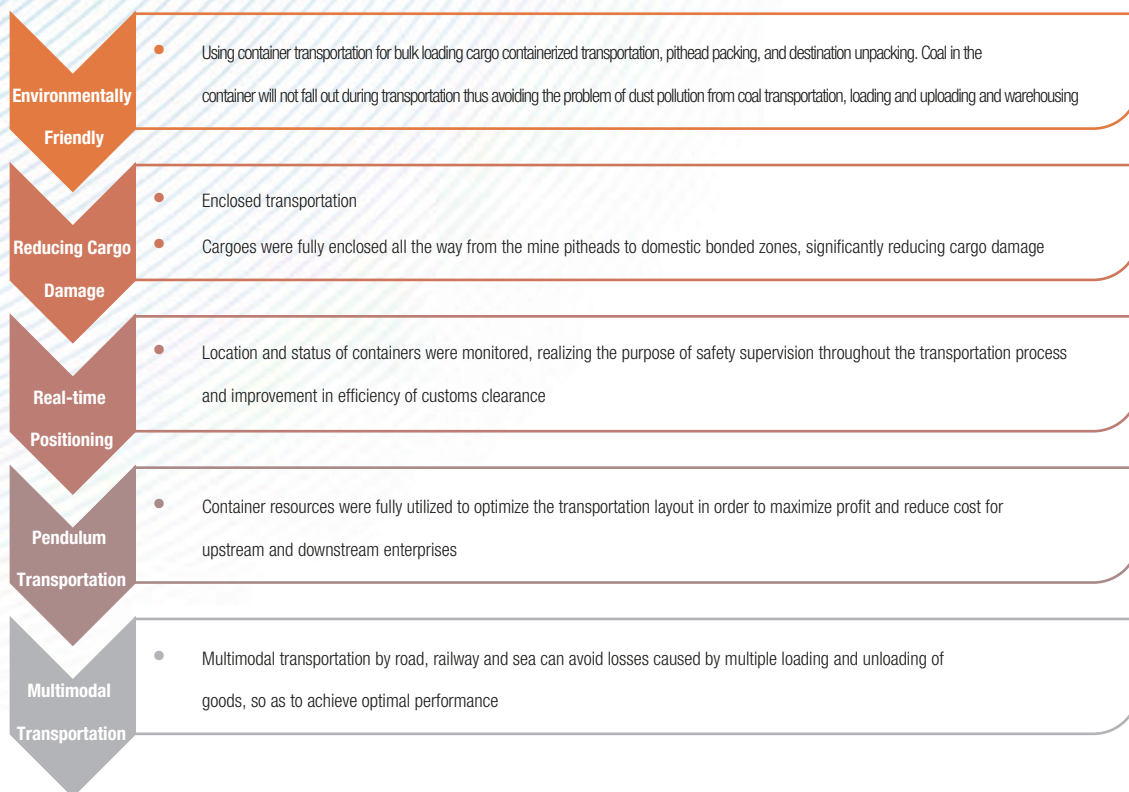 Environmentally
Friendly
• Using container transportation for bulk loading cargo containerized transportation, pithead packing, and destination unpacking. Coal in the
container will not fall out during transportation thus avoiding the problem of dust pollution from coal transportation, loading and uploading and warehousing
Reducing Cargo
Damage
• Enclosed transportation
• Cargoes were fully enclosed all the way from the mine pitheads to domestic bonded zones, significantly reducing cargo damage
Real-time
Positioning
• Location and status of containers were monitored, realizing the purpose of safety supervision throughout the transportation process
and improvement in efficiency of customs clearance
Pendulum
Transportation
• Container resources were fully utilized to optimize the transportation layout in order to maximize profit and reduce cost for
upstream and downstream enterprises
Multimodal
Transportation
• Multimodal transportation by road, railway and sea can avoid losses caused by multiple loading and unloading of
goods, so as to achieve optimal performance